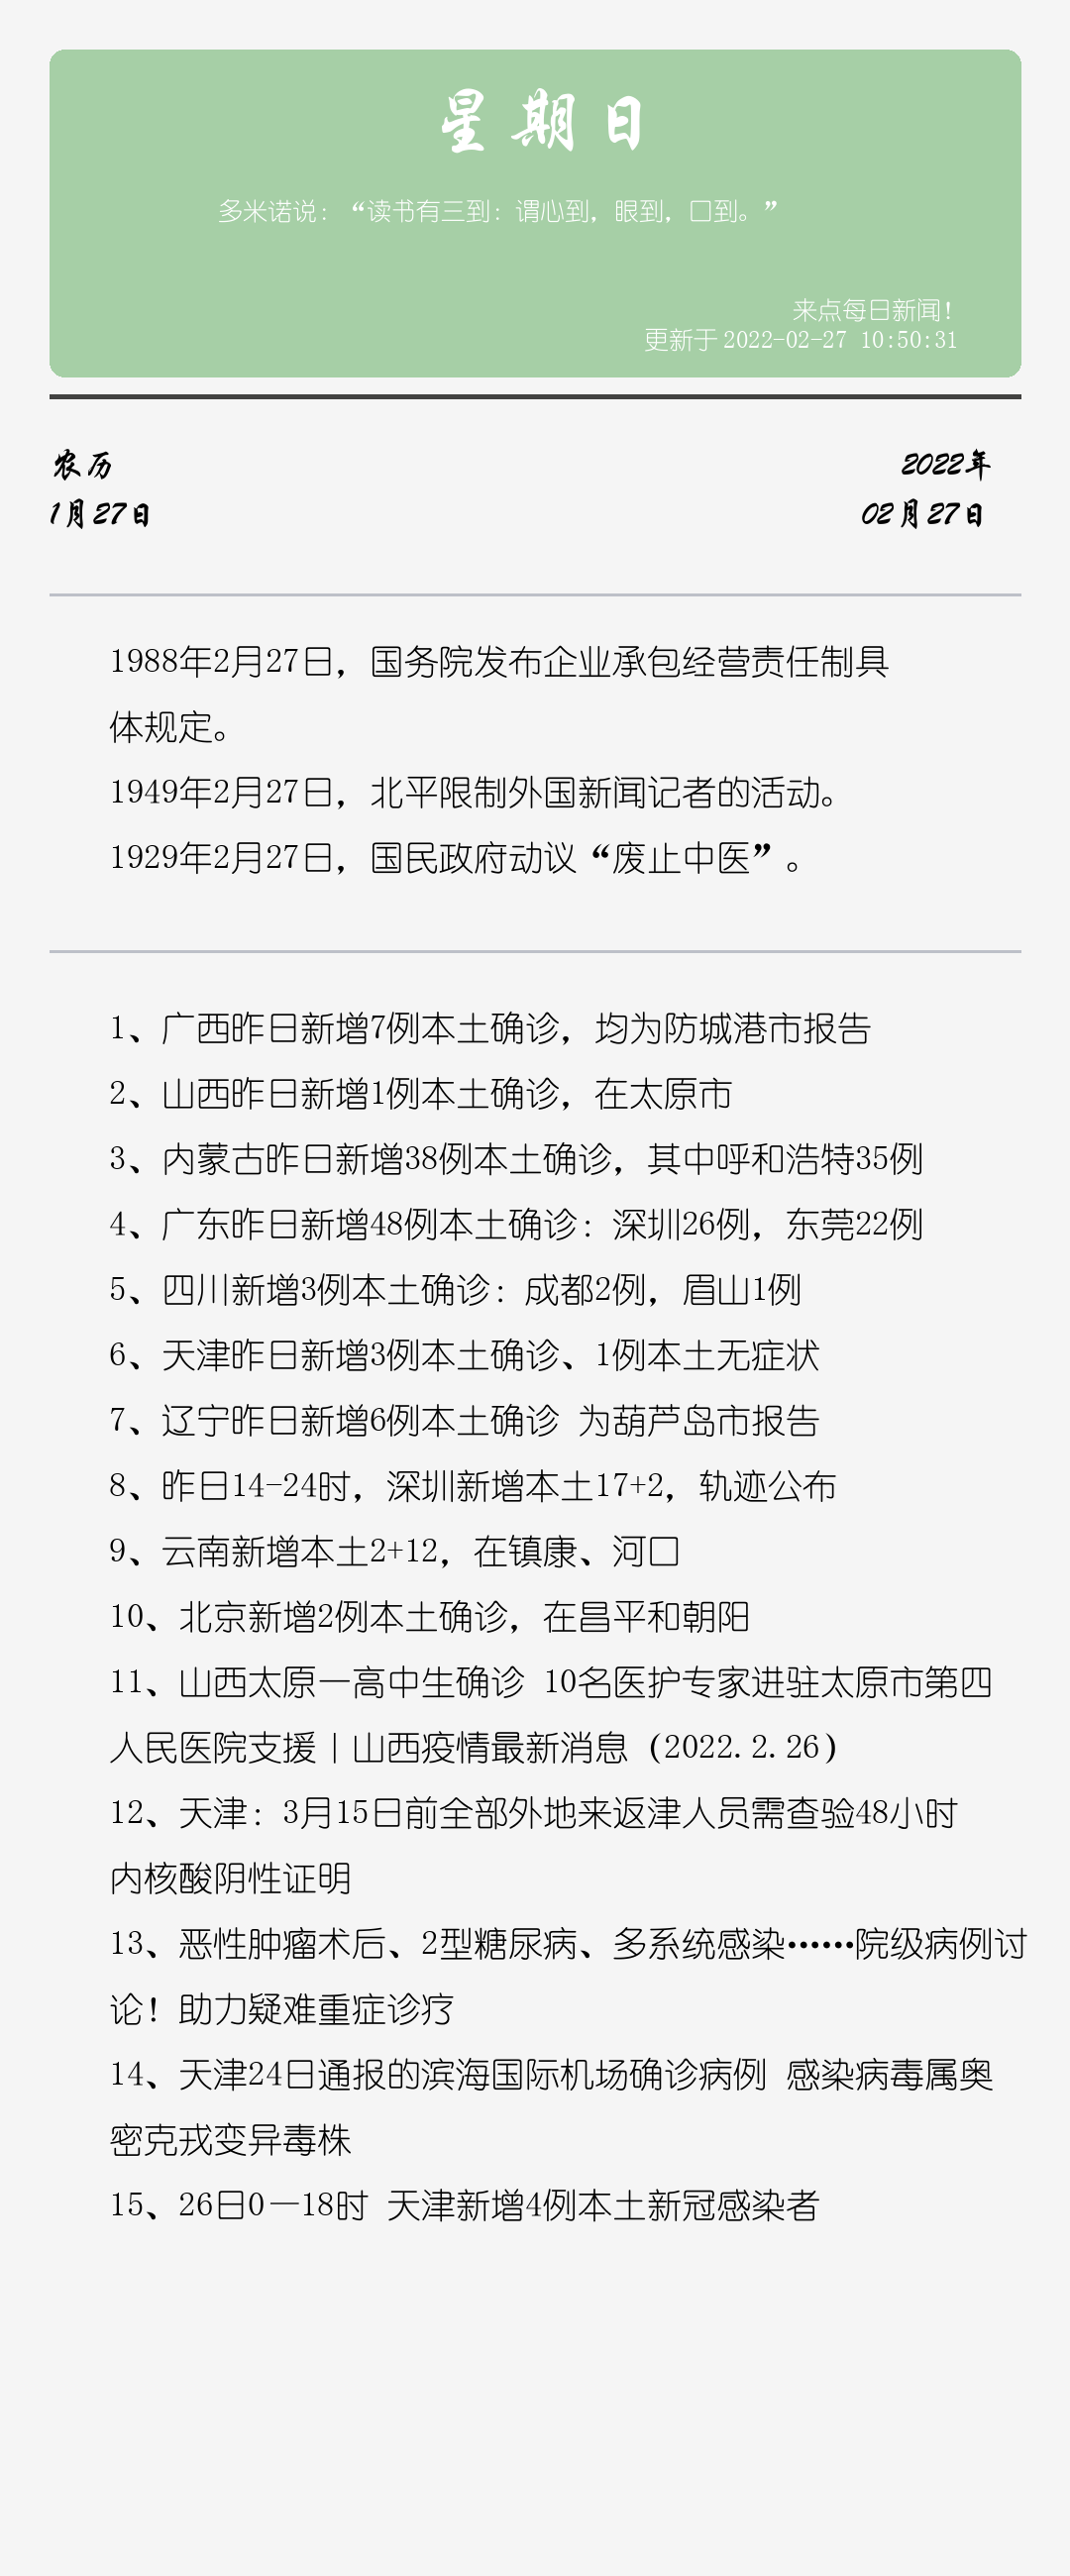 星期日
多米诺说：“读书有三到：谓心到，眼到，口到。”
来点每日新闻！
更新于 2022-02-27 10:50:31
农历
2022年
1月27日
02月27日
1988年2月27日，国务院发布企业承包经营责任制具
体规定。
1949年2月27日，北平限制外国新闻记者的活动。
1929年2月27日，国民政府动议“废止中医”。
1、广西昨日新增7例本土确诊，均为防城港市报告
2、山西昨日新增1例本土确诊，在太原市
3、内蒙古昨日新增38例本土确诊，其中呼和浩特35例
4、广东昨日新增48例本土确诊：深圳26例，东莞22例
5、四川新增3例本土确诊：成都2例，眉山1例
6、天津昨日新增3例本土确诊、1例本土无症状
7、辽宁昨日新增6例本土确诊 为葫芦岛市报告
8、昨日14-24时，深圳新增本土17+2，轨迹公布
9、云南新增本土2+12，在镇康、河口
10、北京新增2例本土确诊，在昌平和朝阳
11、山西太原一高中生确诊 10名医护专家进驻太原市第四
人民医院支援｜山西疫情最新消息（2022.2.26）
12、天津：3月15日前全部外地来返津人员需查验48小时
内核酸阴性证明
13、恶性肿瘤术后、2型糖尿病、多系统感染……院级病例讨
论！助力疑难重症诊疗
14、天津24日通报的滨海国际机场确诊病例 感染病毒属奥
密克戎变异毒株
15、26日0—18时 天津新增4例本土新冠感染者